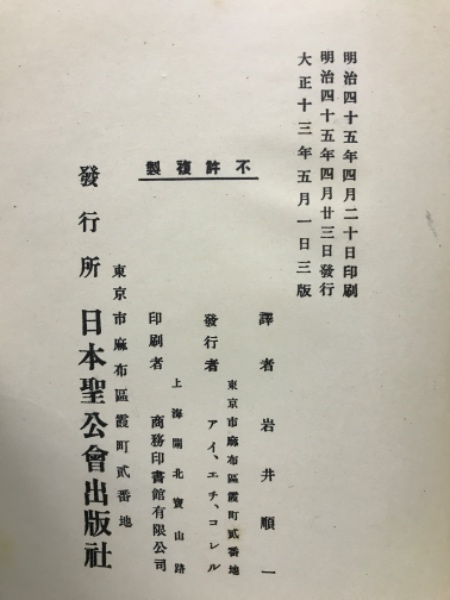 明治四十五年四月二十日印刷
明治四十五年四月廿三日發行
大正十三年五月一日三版
不許複製
譯者 岩井順一
東京市麻布區霞町貳番地
發行者 アイ、エチ、コレル
上海閘北寶山路
印刷者 商務印書館有限公司
東京市麻布區霞町貳番地
發行所 日本聖公會出版社